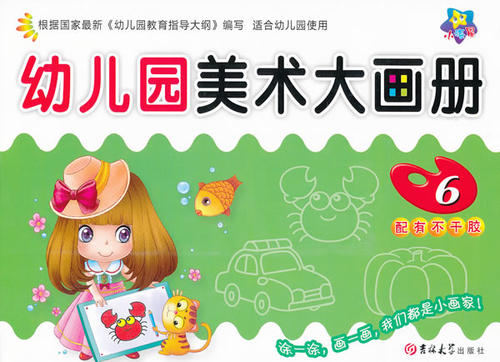 根据国家最新《幼儿园教育指导大纲》编写 适合幼儿园使用
幼儿园美术大画册
6
配有不干胶
涂一涂，画一画，我们都是小画家！
吉林大学出版社